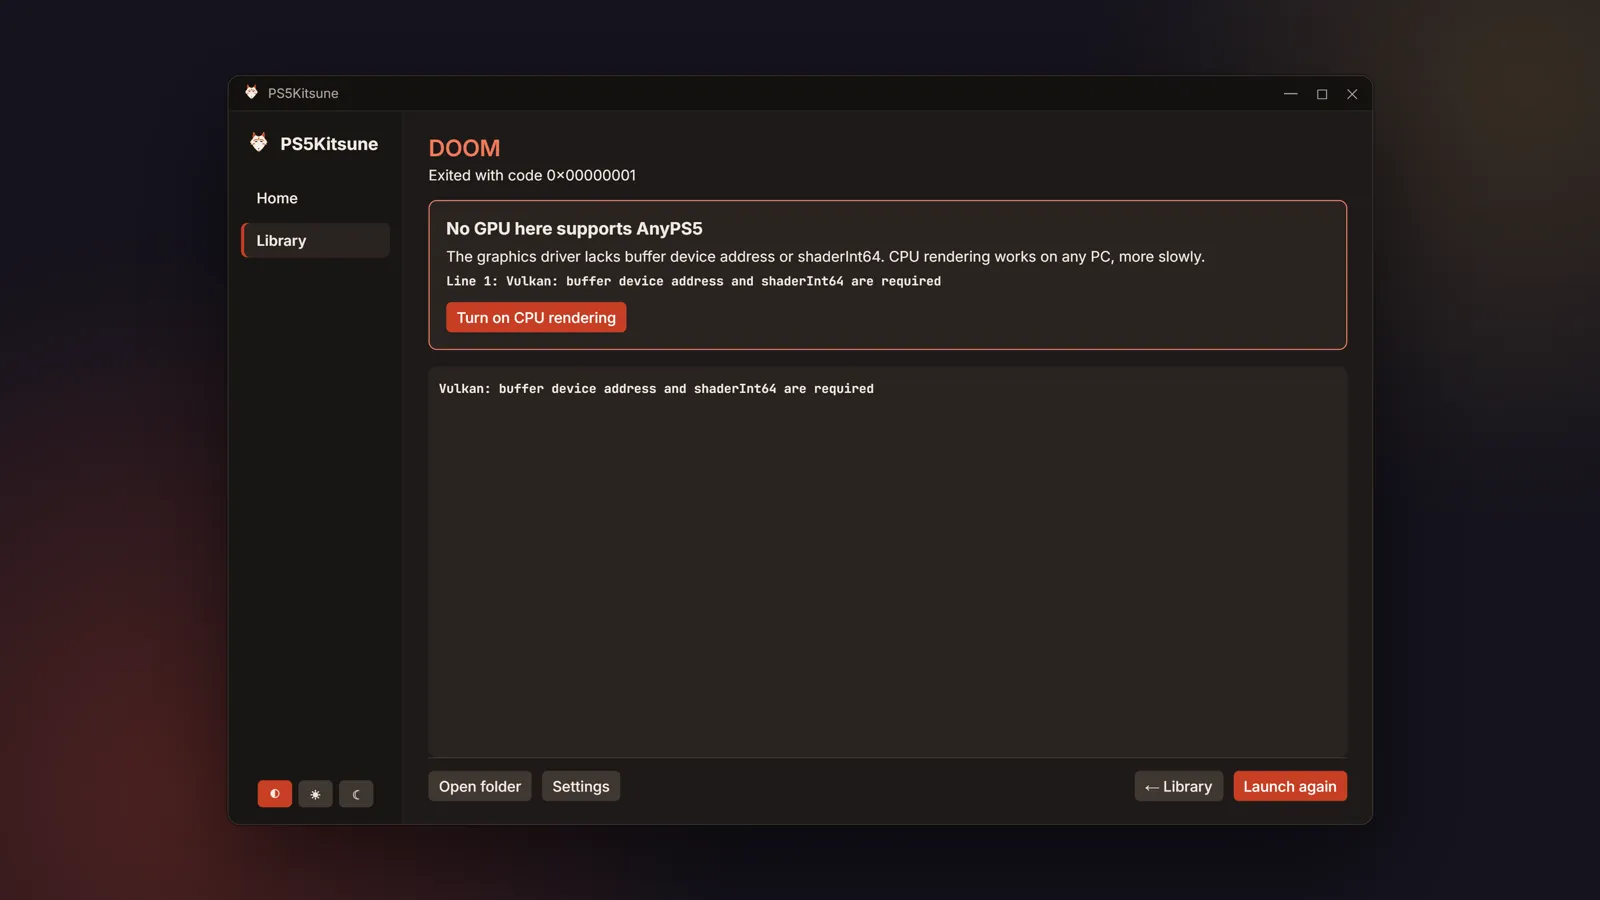 PS5Kitsune
PS5Kitsune
Home
Library
DOOM
Exited with code 0x00000001
No GPU here supports AnyPS5
The graphics driver lacks buffer device address or shaderInt64. CPU rendering works on any PC, more slowly.
Line 1: Vulkan: buffer device address and shaderInt64 are required
Turn on CPU rendering
Vulkan: buffer device address and shaderInt64 are required
Open folder
Settings
← Library
Launch again